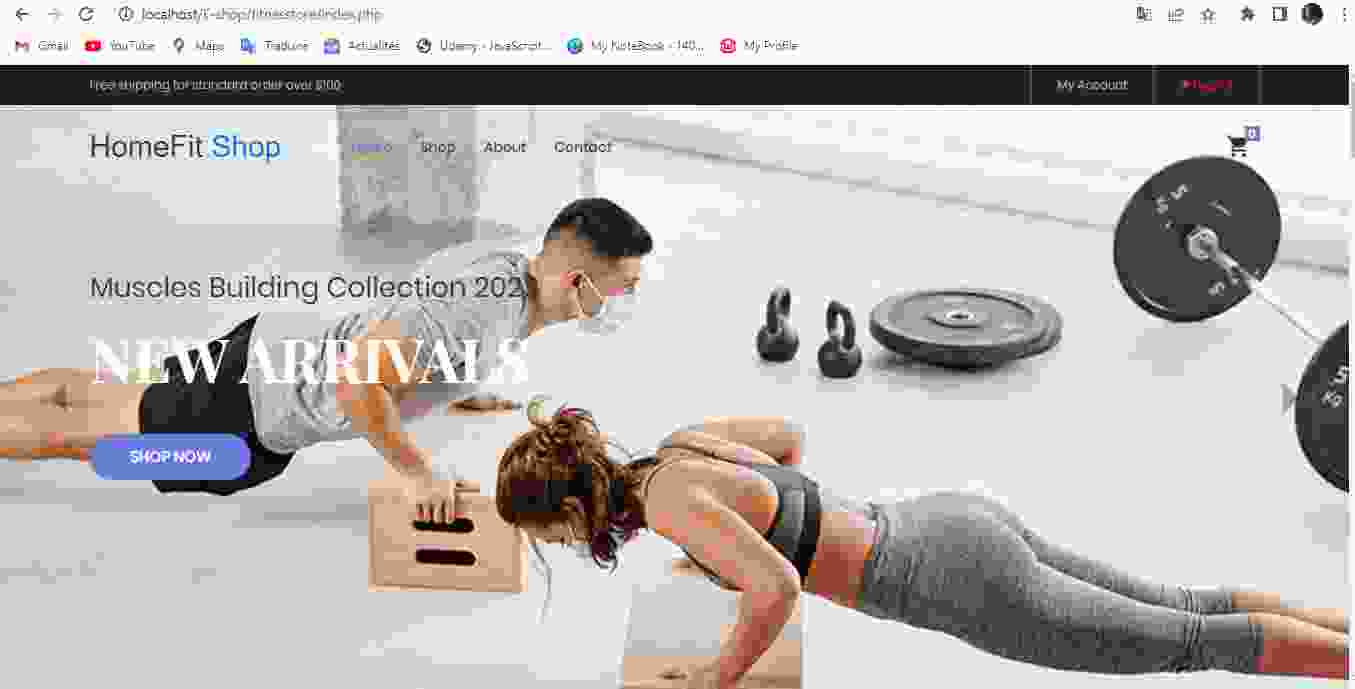 localhost/E-shop/fitnesstore/index.php
Gmail YouTube Maps Traduire Actualités Udemy - JavaScript... My NoteBook - 140... My Profile
Free shipping for standard order over $100
My Account
HomeFit Shop
Home Shop About Contact
0
Muscles Building Collection 202
NEW ARRIVALS
SHOP NOW
5
KG